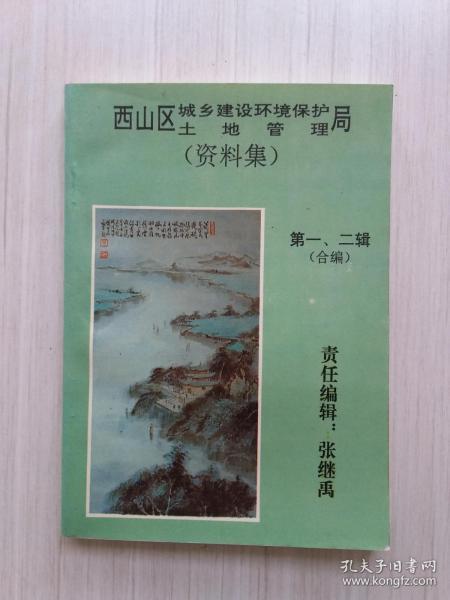 西山区城乡建设环境保护局
土地管理
（资料集）
第一、二辑
（合编）
责任编辑：张继禹
孔夫子旧书网
www.kongfz.com